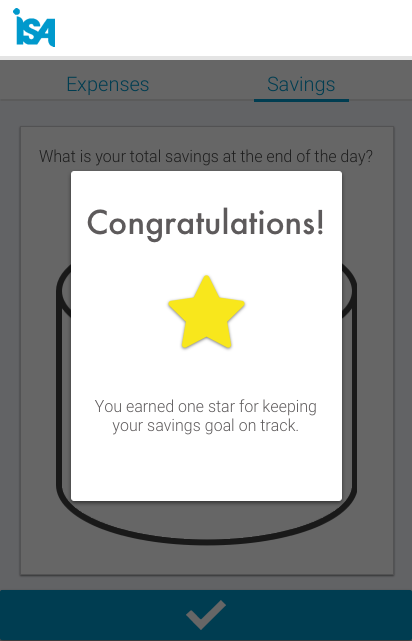 iSA
Expenses
Savings
What is your total savings at the end of the day?
Congratulations!
You earned one star for keeping
your savings goal on track.